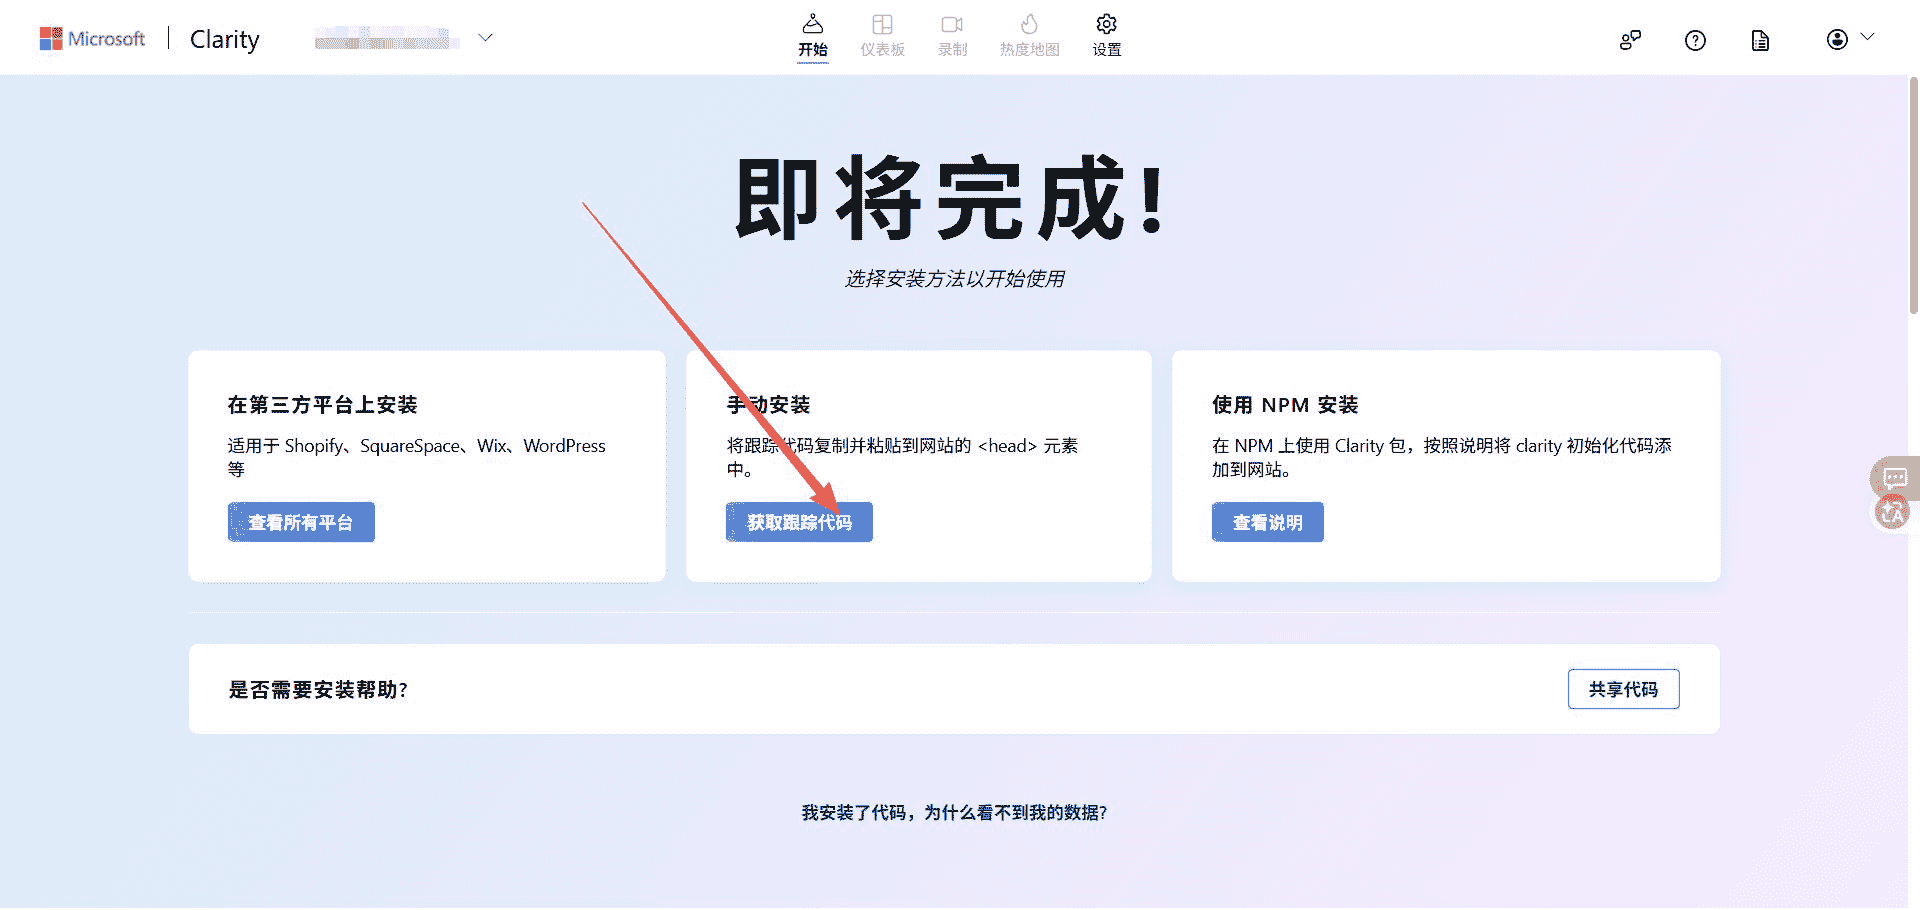 Microsoft
Clarity
开始
仪表板
录制
热度地图
设置
即将完成!
选择安装方法以开始使用
在第三方平台上安装
适用于 Shopify、SquareSpace、Wix、WordPress
等
查看所有平台
手动安装
将跟踪代码复制并粘贴到网站的 <head> 元素
中。
获取跟踪代码
使用 NPM 安装
在 NPM 上使用 Clarity 包，按照说明将 clarity 初始化代码添
加到网站。
查看说明
是否需要安装帮助?
共享代码
我安装了代码，为什么看不到我的数据?